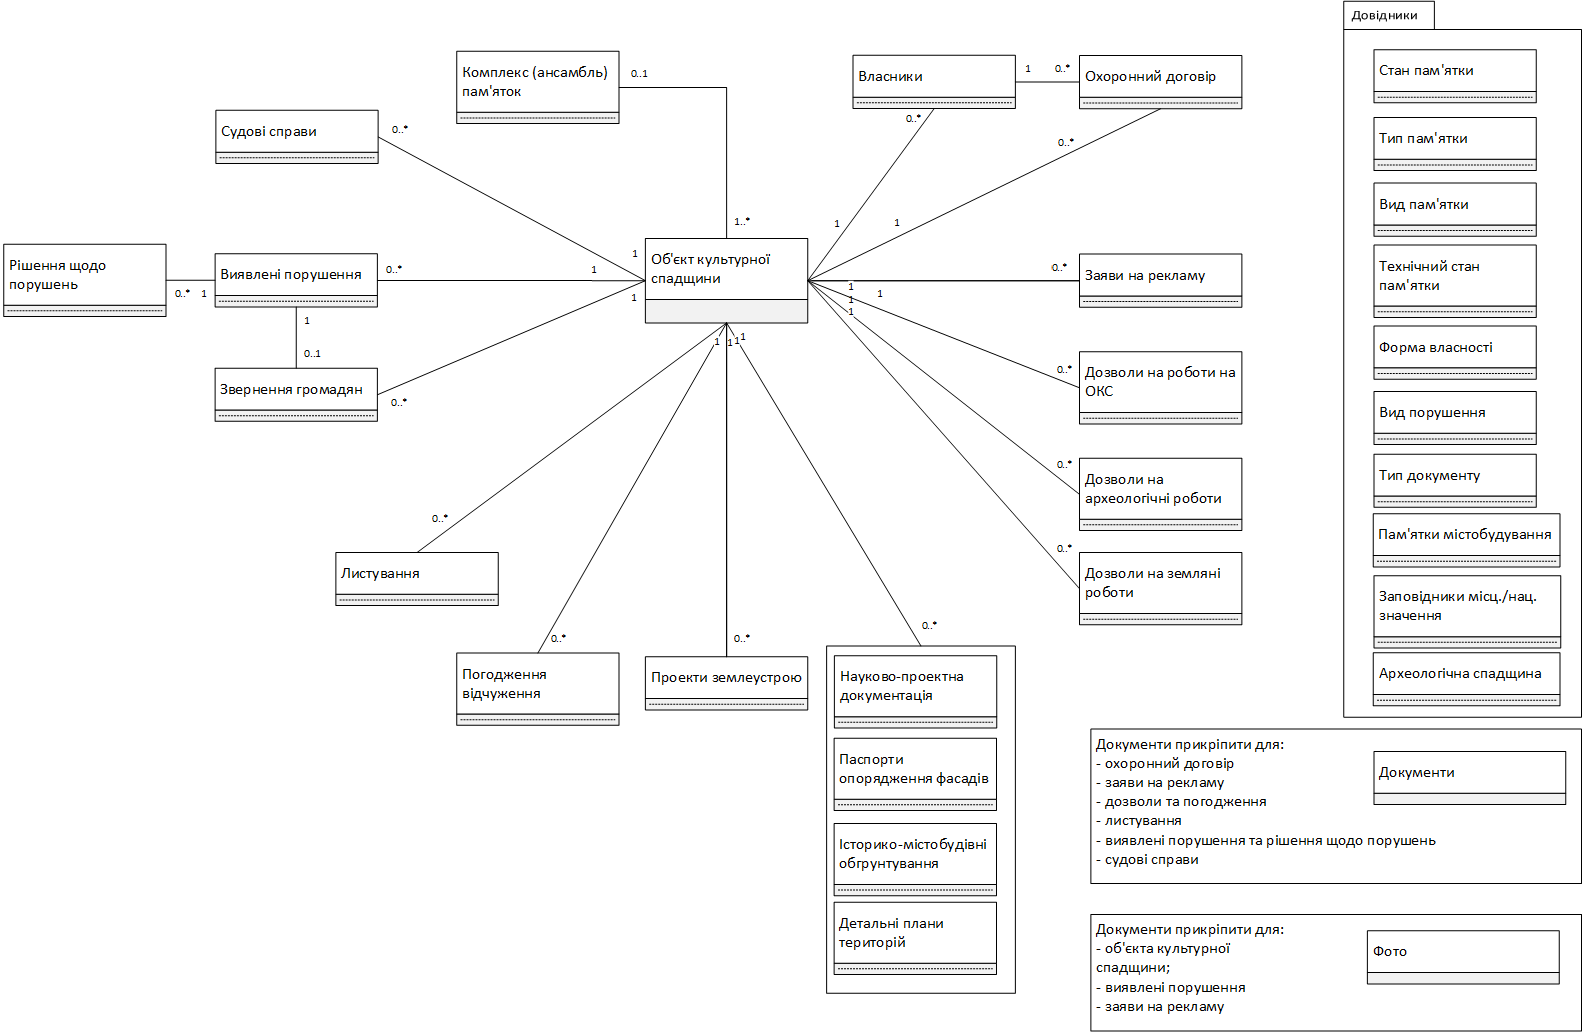 Довідники
Комплекс (ансамбль)
пам'яток
0..1
Власники
1
0..*
Охоронний договір
Стан пам'ятки
Судові справи
0..*
0..*
0..*
Тип пам'ятки
1..*
1
1
Вид пам'ятки
Рішення щодо
порушень
0..*
1
Виявлені порушення
0..*
1
1
1
Об'єкт культурної
спадщини
0..*
1
1
1
1
Заяви на рекламу
Технічний стан
пам'ятки
1
0..1
1
1
1
1
Форма власності
Звернення громадян
0..*
0..*
Дозволи на роботи на
ОКС
Вид порушення
0..*
Дозволи на
археологічні роботи
Тип документу
0..*
Листування
0..*
Дозволи на земляні
роботи
Пам'ятки містобудування
Заповідники місц./нац.
значення
Археологічна спадщина
0..*
Погодження
відчуження
0..*
Проекти землеустрою
0..*
Науково-проектна
документація
Паспорти
опорядження фасадів
Історико-містобудівні
обгрунтування
Детальні плани
територій
Документи прикріпити для:
- охоронний договір
- заяви на рекламу
- дозволи та погодження
- листування
- виявлені порушення та рішення щодо порушень
- судові справи
Документи
Документи прикріпити для:
- об'єкта культурної
спадщини;
- виявлені порушення
- заяви на рекламу
Фото